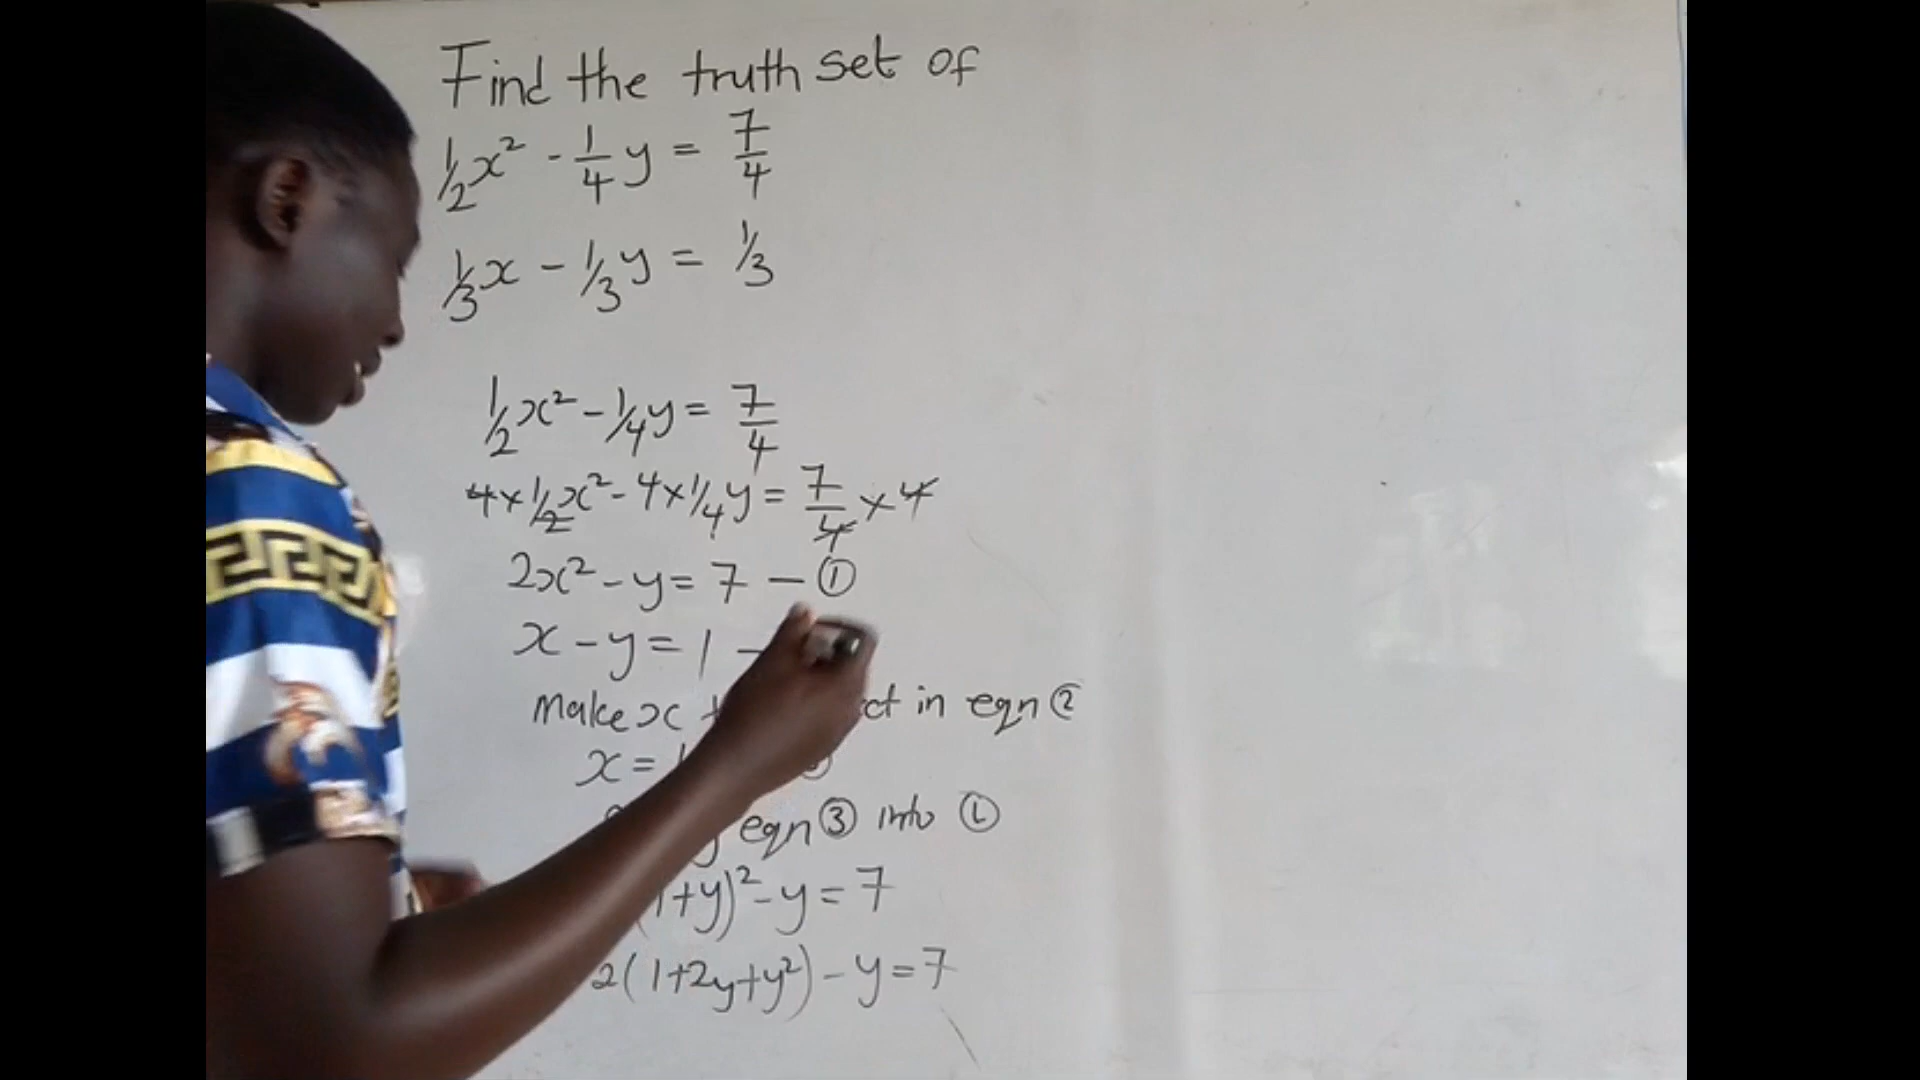 Find the truth set of
1/2x² - 1/4y = 7/4
1/3x - 1/3y = 1/3
1/2x² - 1/4y = 7/4
4×1/2x² - 4×1/4y = 7/4 × 4
2x² - y = 7 - ①
x - y = 1 -
make x in eqn ②
x =
eqn ③ into ①
1+y)² - y = 7
2(1+2y+y²) - y = 7